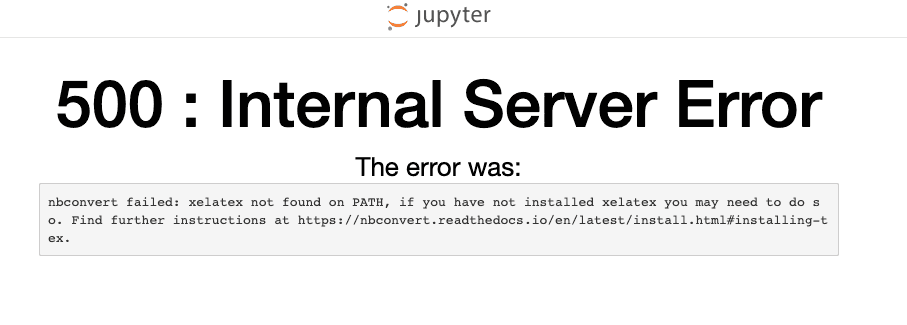 jupyter
500 : Internal Server Error
The error was:
nbconvert failed: xelatex not found on PATH, if you have not installed xelatex you may need to do s
o. Find further instructions at https://nbconvert.readthedocs.io/en/latest/install.html#installing-t
ex.